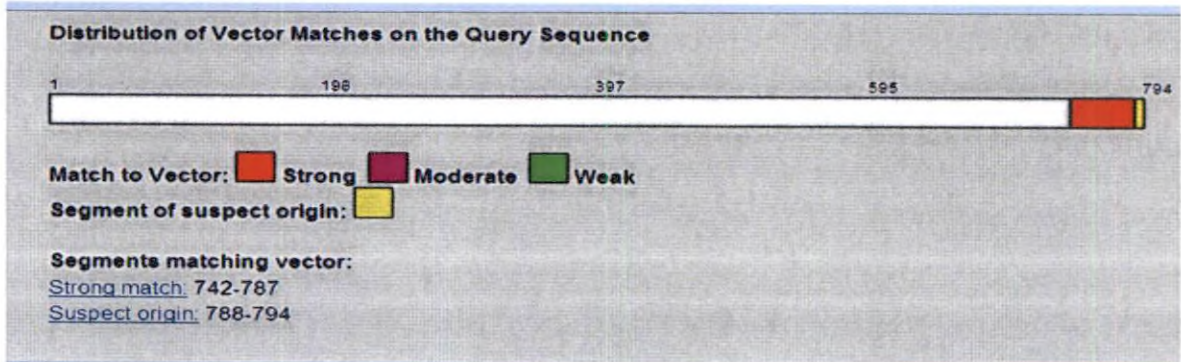 Distribution of Vector Matches on the Query Sequence
1 198 397 595 794
Match to Vector: Strong Moderate Weak
Segment of suspect origin:
Segments matching vector:
Strong match: 742-787
Suspect origin: 788-794